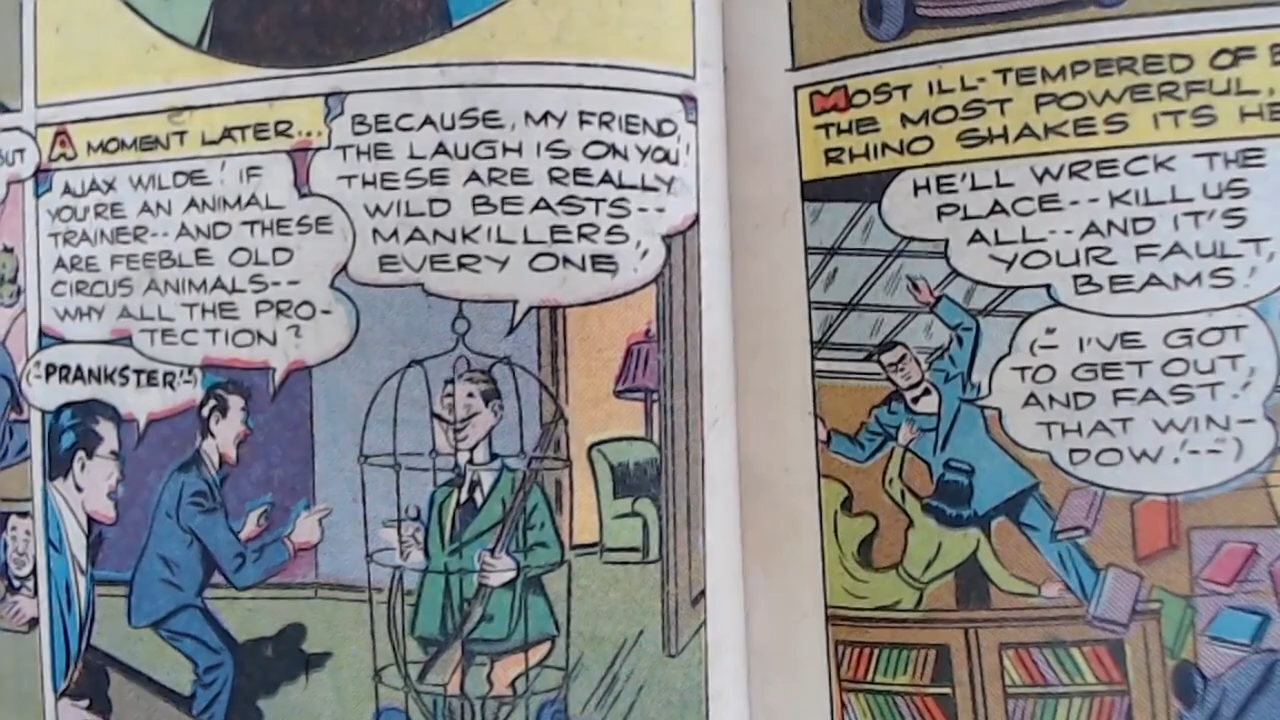 BUT
A MOMENT LATER...
AJAX WILDE! IF
YOU'RE AN ANIMAL
TRAINER--AND THESE
ARE FEEBLE OLD
CIRCUS ANIMALS--
WHY ALL THE PRO-
TECTION?
BECAUSE, MY FRIEND,
THE LAUGH IS ON YOU!
THESE ARE REALLY
WILD BEASTS--
MANKILLERS,
EVERY ONE!
(-PRANKSTER!-)
MOST ILL-TEMPERED OF
THE MOST POWERFUL,
RHINO SHAKES ITS
HE'LL WRECK THE
PLACE--KILL US
ALL--AND IT'S
YOUR FAULT,
BEAMS!
(- I'VE GOT
TO GET OUT,
AND FAST!
THAT WIN-
DOW!--)